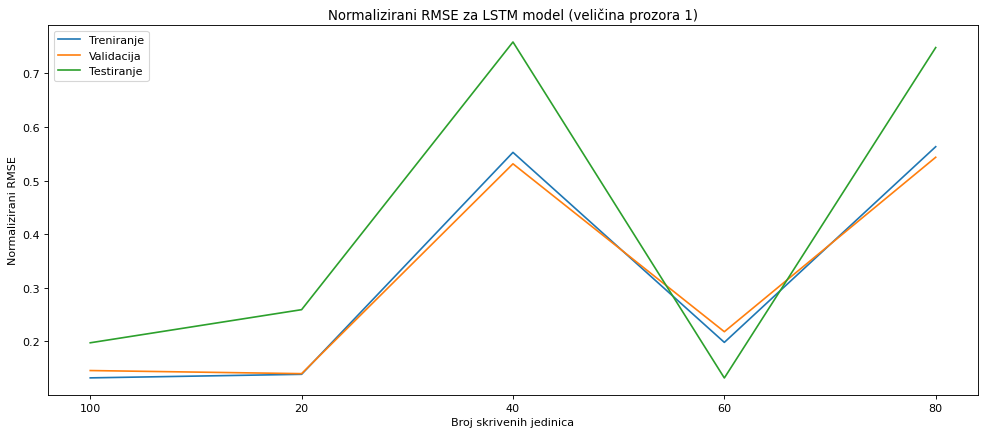 Normalizirani RMSE za LSTM model (veličina prozora 1)
Treniranje
Validacija
Testiranje
0.7
0.6
0.5
0.4
0.3
0.2
Normalizirani RMSE
100 20 40 60 80
Broj skrivenih jedinica